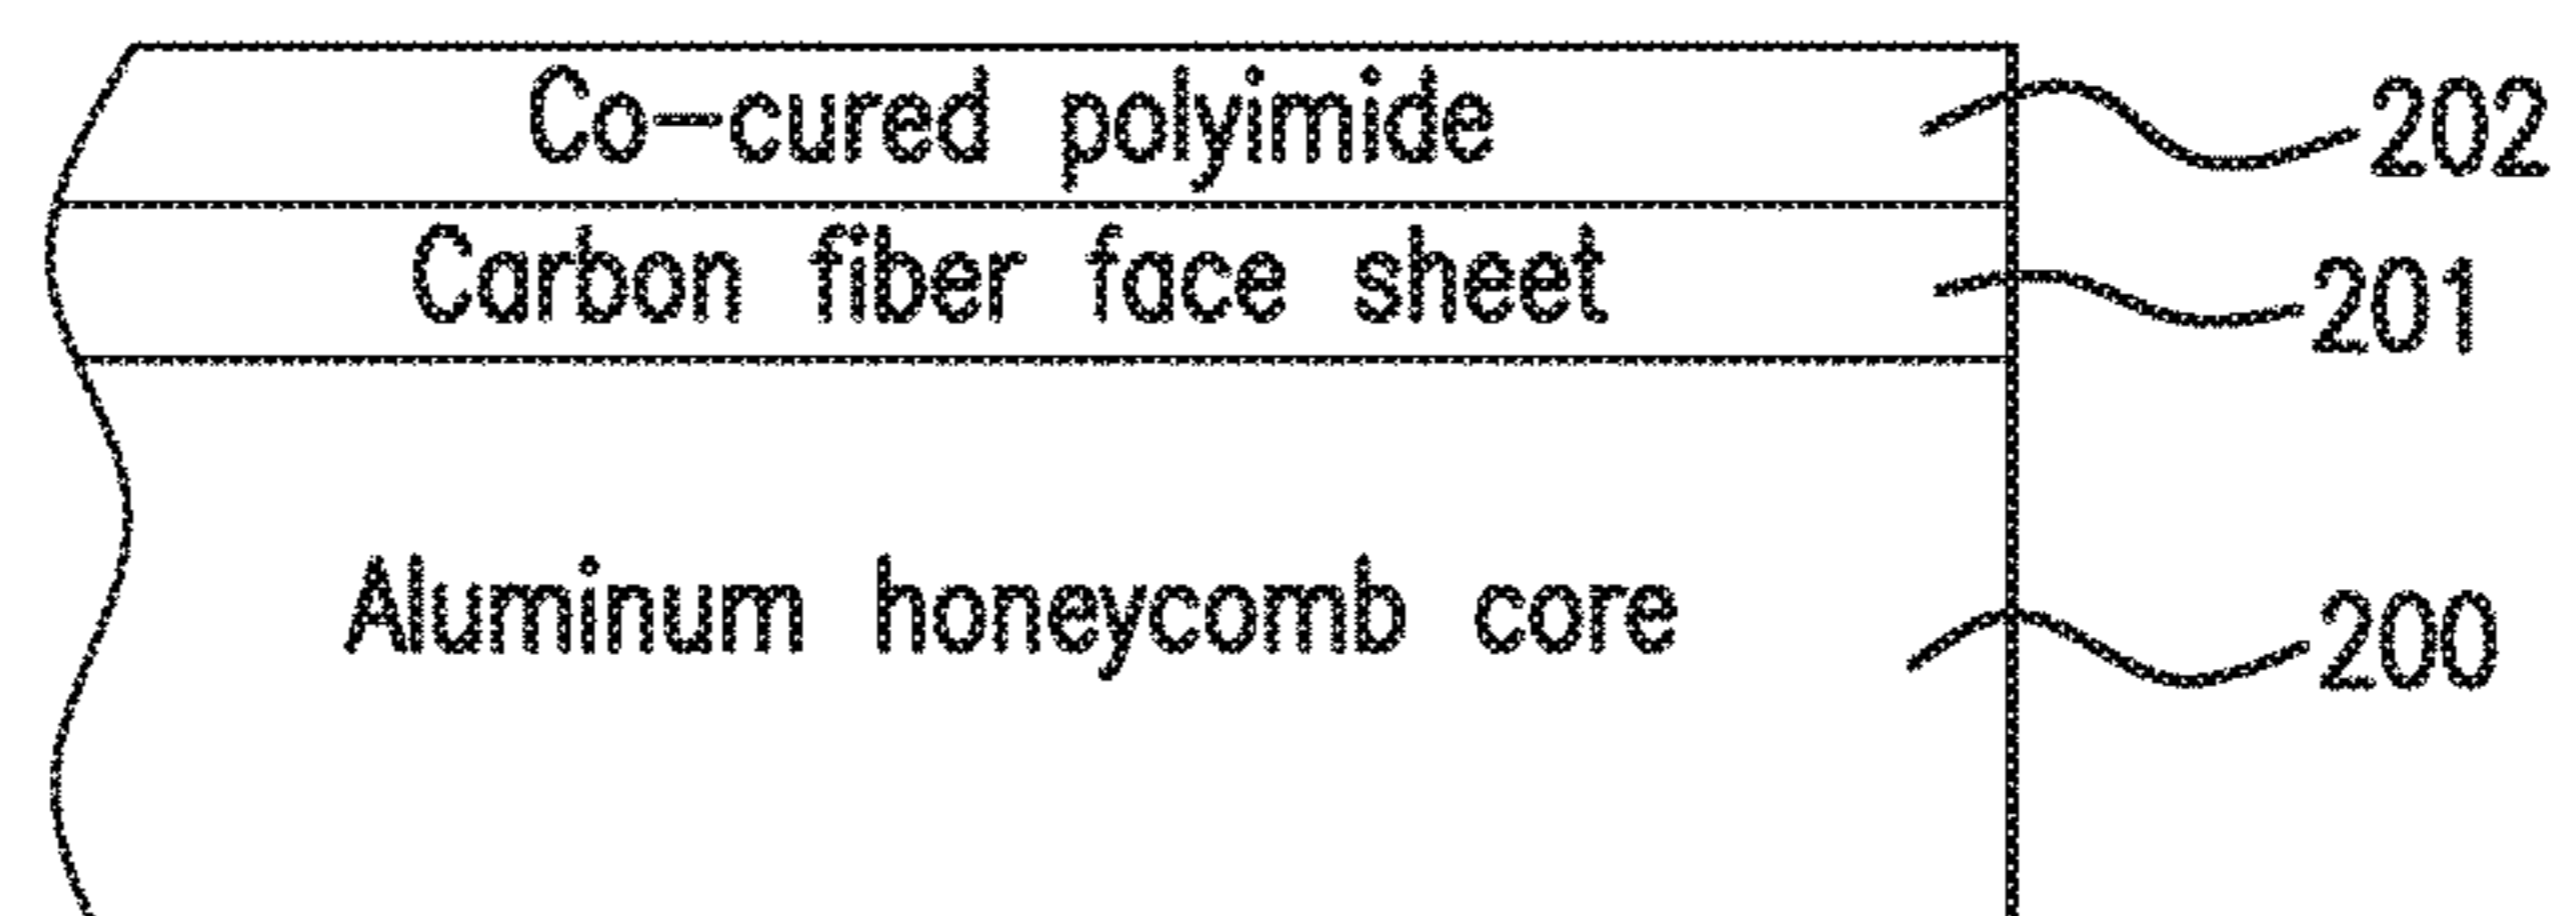 Co-cured polyimide 202
Carbon fiber face sheet 201
Aluminum honeycomb core 200